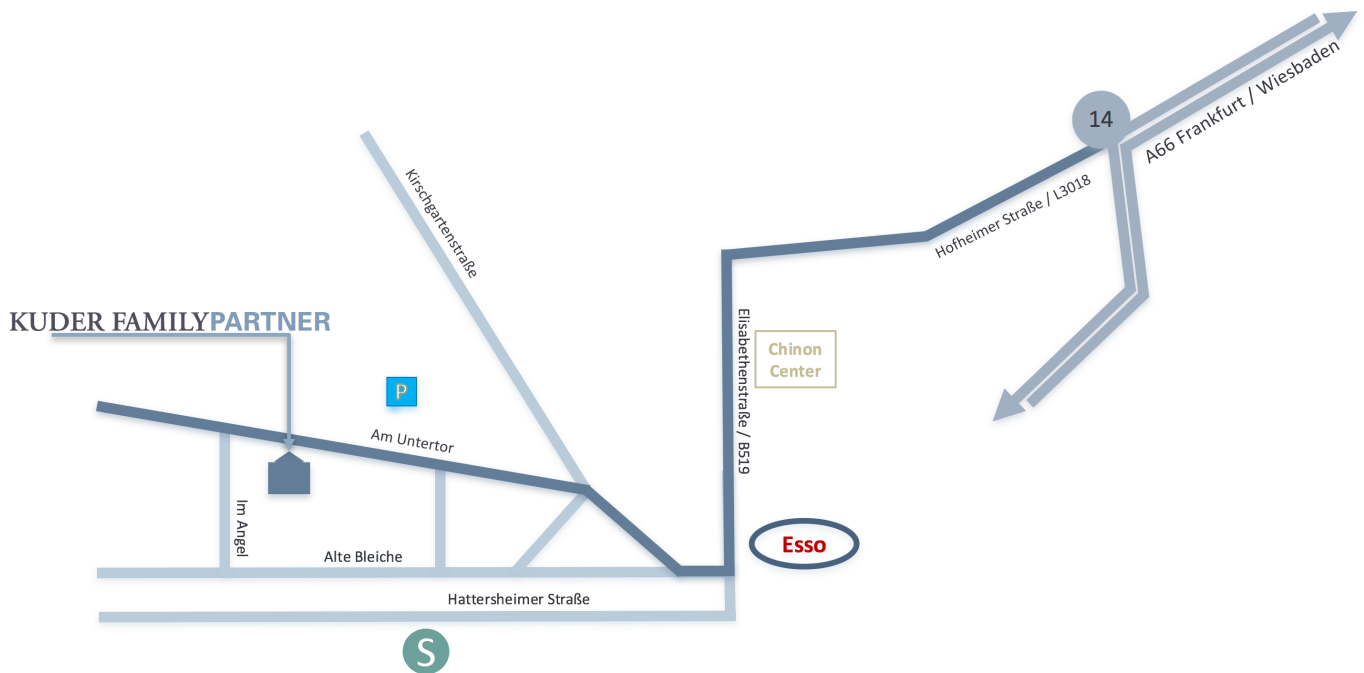 14
A66 Frankfurt / Wiesbaden
Hofheimer Straße / L3018
Kirschgartenstraße
KUDER FAMILYPARTNER
Elisabethenstraße / B519
Chinon
Center
P
Am Untertor
Im Angel
Esso
Alte Bleiche
Hattersheimer Straße
S